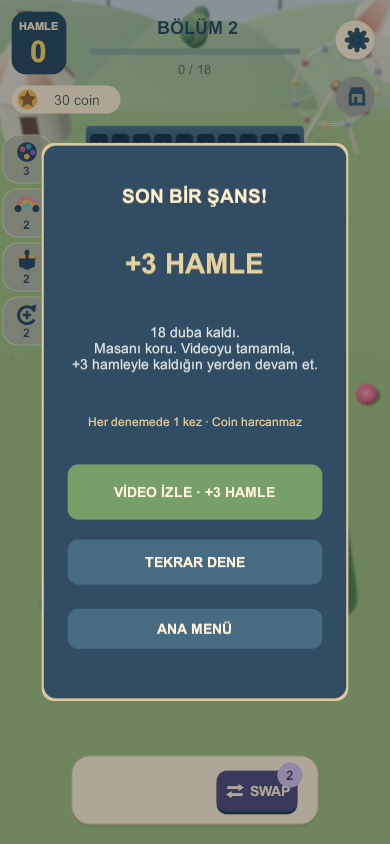 HAMLE
0
BÖLÜM 2
0 / 18
30 coin
3
2
2
2
SON BİR ŞANS!
+3 HAMLE
18 duba kaldı.
Masanı koru. Videoyu tamamla,
+3 hamleyle kaldığın yerden devam et.
Her denemede 1 kez · Coin harcanmaz
VİDEO İZLE · +3 HAMLE
TEKRAR DENE
ANA MENÜ
2
SWAP